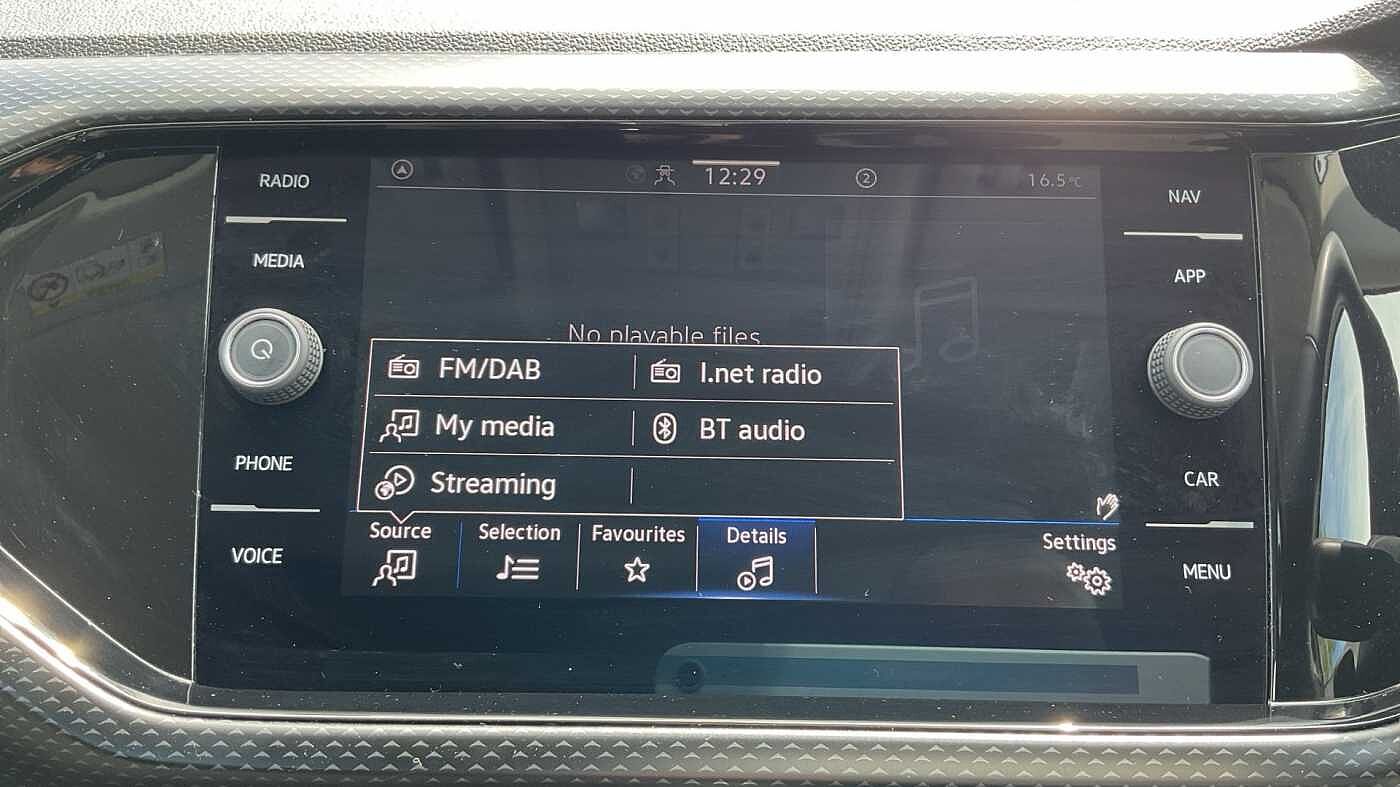 RADIO
MEDIA
PHONE
VOICE
12:29
2
16.5°C
No playable files.
FM/DAB
I.net radio
My media
BT audio
Streaming
Source
Selection
Favourites
Details
Settings
NAV
APP
CAR
MENU